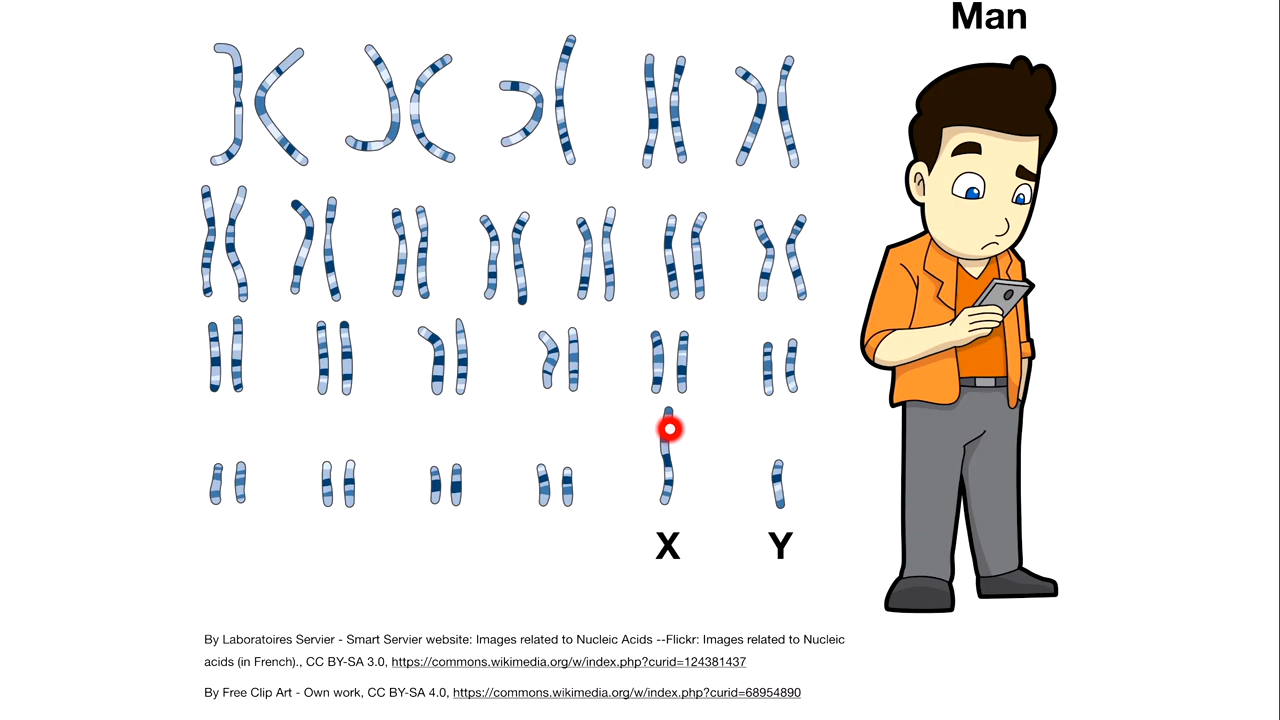 Man
X
Y
By Laboratoires Servier - Smart Servier website: Images related to Nucleic Acids --Flickr: Images related to Nucleic
acids (in French)., CC BY-SA 3.0, https://commons.wikimedia.org/w/index.php?curid=124381437
By Free Clip Art - Own work, CC BY-SA 4.0, https://commons.wikimedia.org/w/index.php?curid=68954890